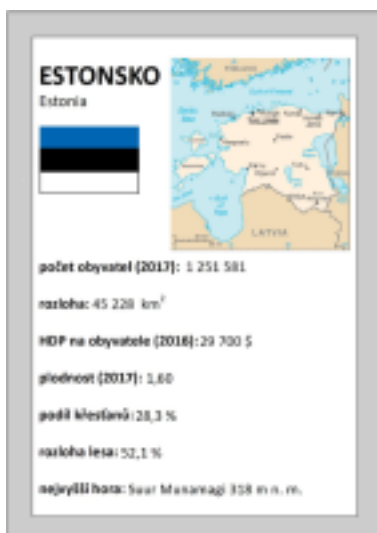 ESTONSKO
Estonia
LATVIA
počet obyvatel (2017): 1 251 581
rozloha: 45 228 km²
HDP na obyvatele (2016): 29 700 $
plodnost (2017): 1,60
podíl křesťanů: 28,3 %
rozloha lesa: 52,1 %
nejvyšší hora: Suur Munamagi 318 m n. m.